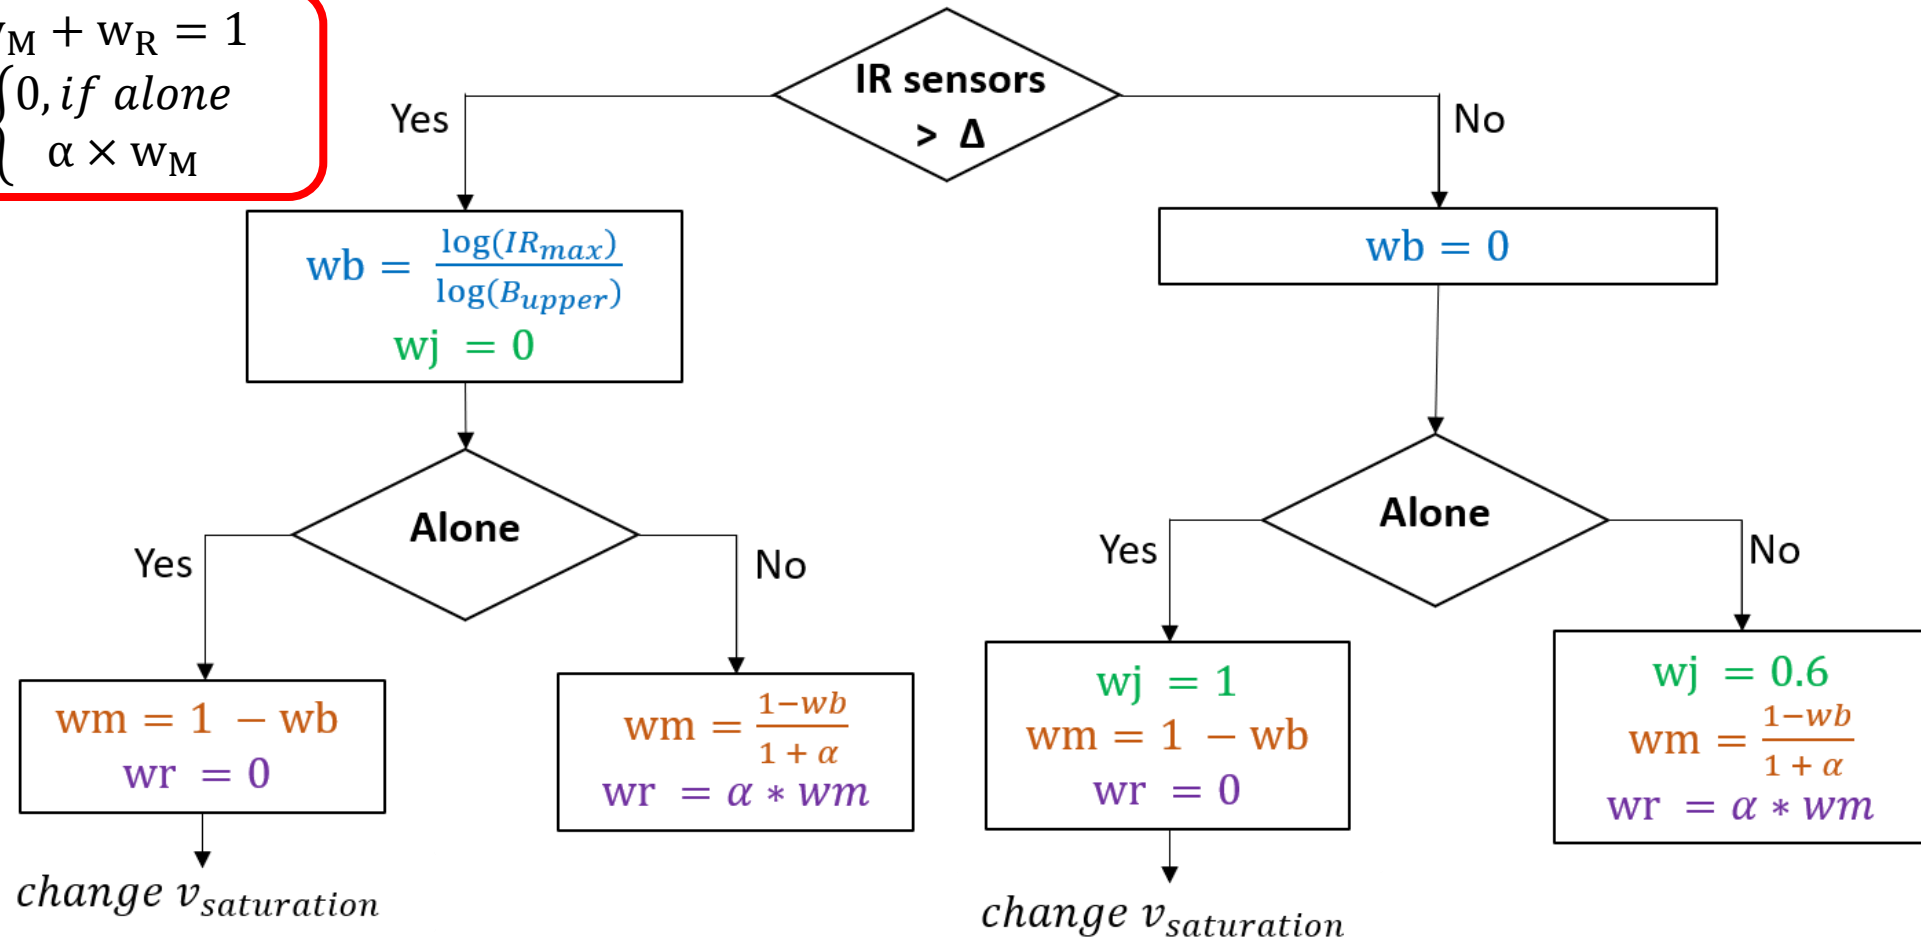 M + wR = 1
0, if alone
α × wM
IR sensors
> Δ
Yes
No
wb = log(IRmax) / log(Bupper)
wj = 0
wb = 0
Alone
Yes
No
Alone
Yes
No
wm = 1 − wb
wr = 0
change vsaturation
wm = 1−wb / 1 + α
wr = α * wm
wj = 1
wm = 1 − wb
wr = 0
change vsaturation
wj = 0.6
wm = 1−wb / 1 + α
wr = α * wm